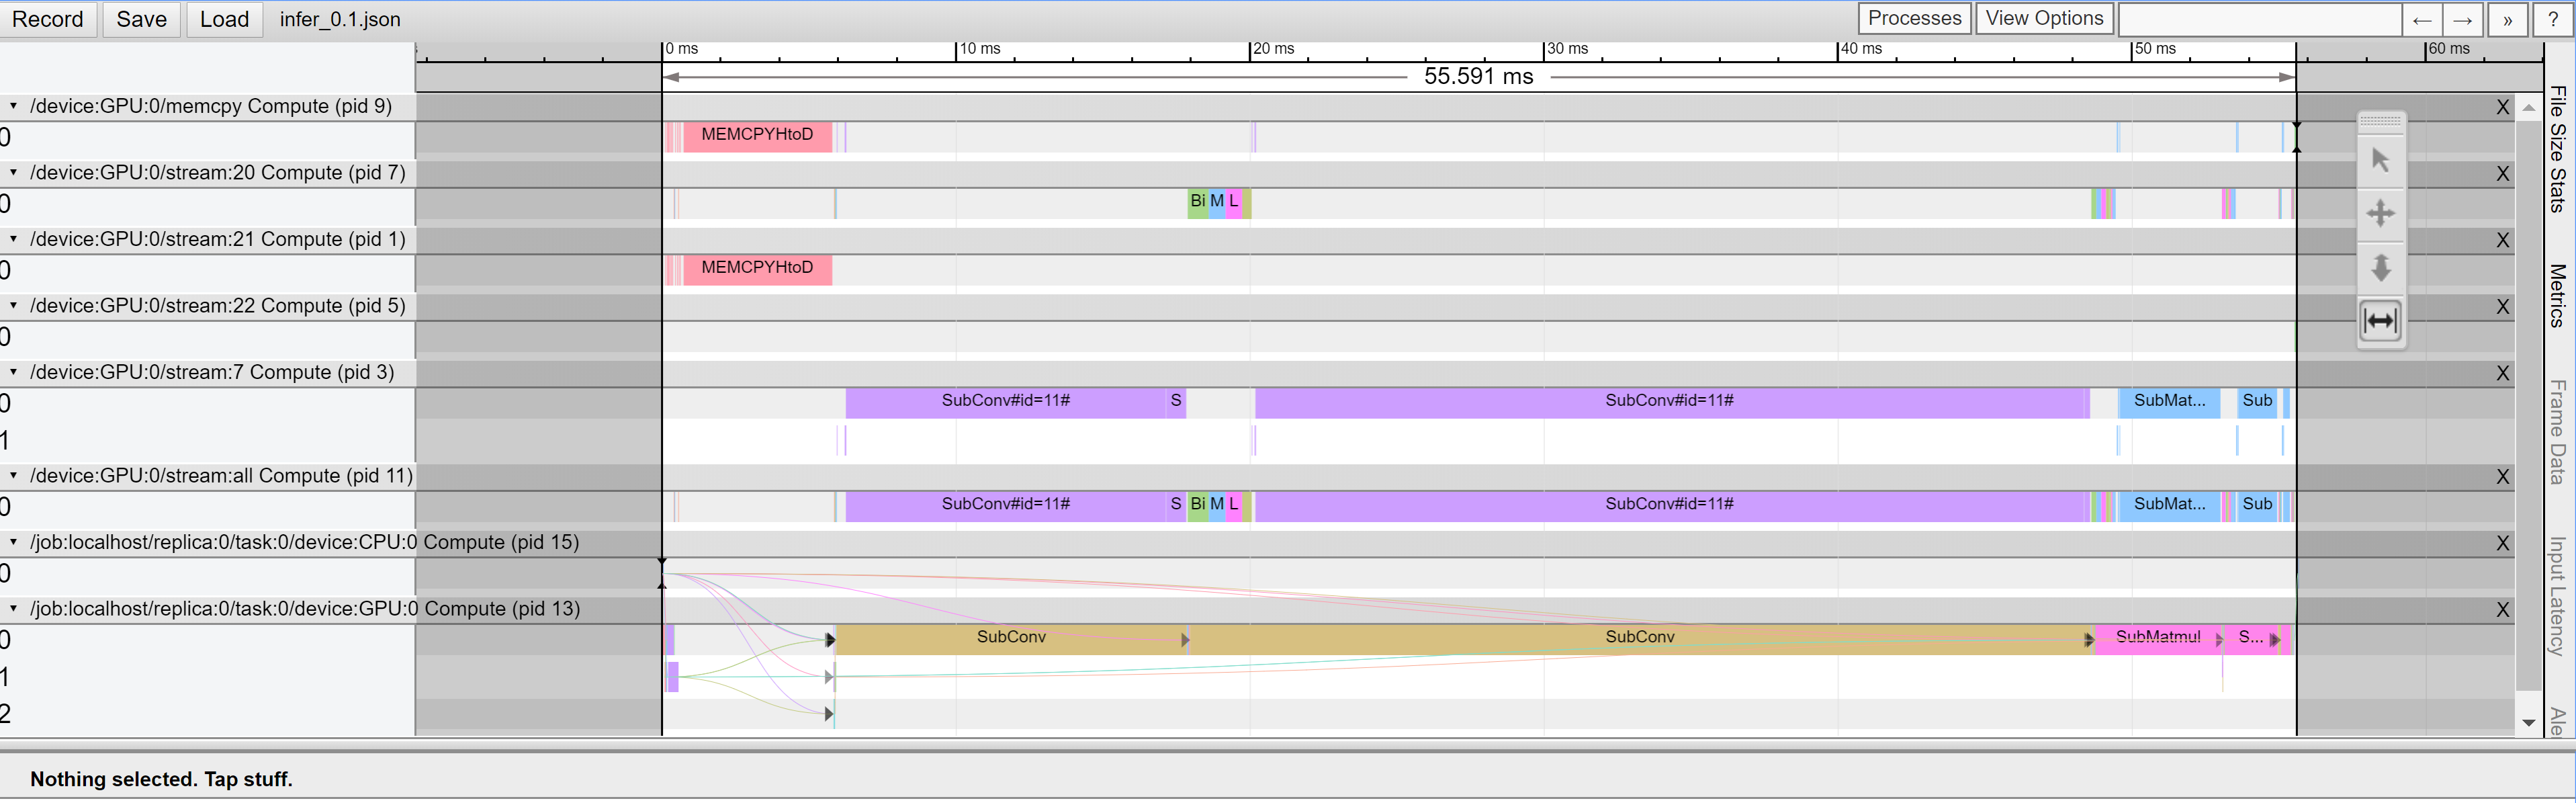 Record Save Load infer_0.1.json Processes View Options ← → » ?
0 ms 10 ms 20 ms 30 ms 40 ms 50 ms 60 ms
55.591 ms
/device:GPU:0/memcpy Compute (pid 9) X
0 MEMCPYHtoD
/device:GPU:0/stream:20 Compute (pid 7) X
0 Bi M L
/device:GPU:0/stream:21 Compute (pid 1) X
0 MEMCPYHtoD
/device:GPU:0/stream:22 Compute (pid 5) X
0
/device:GPU:0/stream:7 Compute (pid 3) X
0 SubConv#id=11# S SubConv#id=11# SubMat... Sub
1
/device:GPU:0/stream:all Compute (pid 11) X
0 SubConv#id=11# S Bi M L SubConv#id=11# SubMat... Sub
/job:localhost/replica:0/task:0/device:CPU:0 Compute (pid 15) X
0
/job:localhost/replica:0/task:0/device:GPU:0 Compute (pid 13) X
0 SubConv SubConv SubMatmul S...
1
2
File Size Stats
Metrics
Frame Data
Input Latency
Nothing selected. Tap stuff.